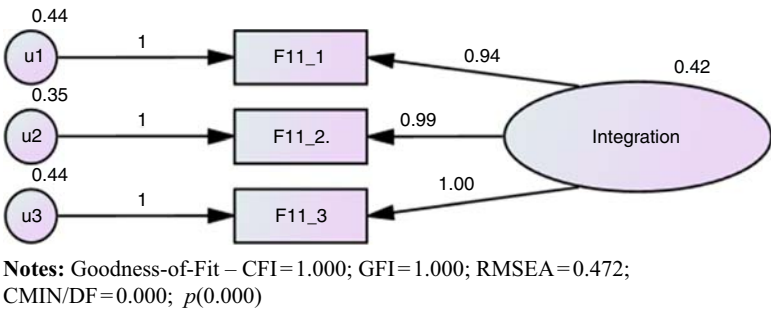 0.44
u1 1 F11_1 0.94 0.42
0.35
u2 1 F11_2. 0.99 Integration
0.44
u3 1 F11_3 1.00
Notes: Goodness-of-Fit – CFI=1.000; GFI=1.000; RMSEA=0.472;
CMIN/DF=0.000; p(0.000)